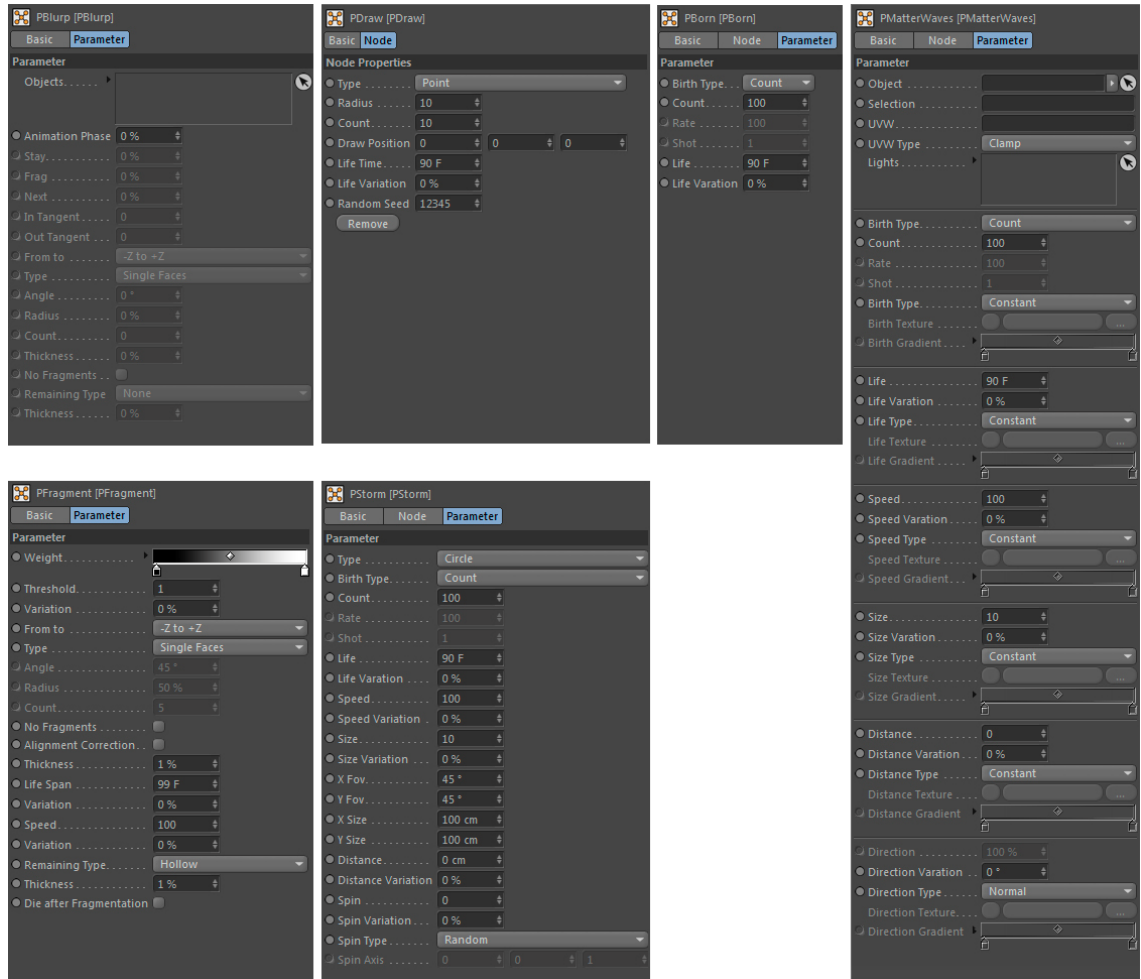 PBlurp [PBlurp]
Basic Parameter
Parameter
Objects......
Animation Phase 0 %
Stay........... 0 %
Frag .......... 0 %
Next .......... 0 %
In Tangent ..... 0
Out Tangent ... 0
From to ....... -Z to +Z
Type .......... Single Faces
Angle ......... 0 °
Radius ........ 0 %
Count.......... 0
Thickness...... 0 %
No Fragments ..
Remaining Type None
Thickness...... 0 %
PDraw [PDraw]
Basic Node
Node Properties
Type .......... Point
Radius ........ 10
Count.......... 10
Draw Position 0 0 0
Life Time...... 90 F
Life Variation 0 %
Random Seed 12345
Remove
PBorn [PBorn]
Basic Node Parameter
Parameter
Birth Type... Count
Count....... 100
Rate ........ 100
Shot ........ 1
Life ......... 90 F
Life Varation 0 %
PMatterWaves [PMatterWaves]
Basic Node Parameter
Parameter
Object ............
Selection .........
UVW...............
UVW Type ........ Clamp
Lights ...........
Birth Type......... Count
Count............. 100
Rate .............. 100
Shot .............. 1
Birth Type......... Constant
Birth Texture ....... ...
Birth Gradient ....
Life ............... 90 F
Life Varation ...... 0 %
Life Type.......... Constant
Life Texture ........ ...
Life Gradient .....
Speed............. 100
Speed Varation ... 0 %
Speed Type ....... Constant
Speed Texture ..... ...
Speed Gradient...
Size............... 10
Size Varation ..... 0 %
Size Type ......... Constant
Size Texture ....... ...
Size Gradient.....
Distance.......... 0
Distance Varation 0 %
Distance Type .... Constant
Distance Texture .... ...
Distance Gradient
Direction ......... 100 %
Direction Varation .. 0 °
Direction Type..... Normal
Direction Texture.... ...
Direction Gradient
PFragment [PFragment]
Basic Parameter
Parameter
Weight...........
Threshold........... 1
Variation ........... 0 %
From to ............ -Z to +Z
Type ............... Single Faces
Angle .............. 45 °
Radius ............. 50 %
Count............... 5
No Fragments .......
Alignment Correction..
Thickness........... 1 %
Life Span ........... 99 F
Variation ........... 0 %
Speed.............. 100
Variation ........... 0 %
Remaining Type...... Hollow
Thickness........... 1 %
Die after Fragmentation
PStorm [PStorm]
Basic Node Parameter
Parameter
Type ............ Circle
Birth Type....... Count
Count............ 100
Rate ............ 100
Shot ............ 1
Life ............. 90 F
Life Varation .... 0 %
Speed........... 100
Speed Variation . 0 %
Size............. 10
Size Variation ... 0 %
X Fov........... 45 °
Y Fov........... 45 °
X Size .......... 100 cm
Y Size .......... 100 cm
Distance........ 0 cm
Distance Variation 0 %
Spin ............ 0
Spin Variation ... 0 %
Spin Type ....... Random
Spin Axis ....... 0 0 1